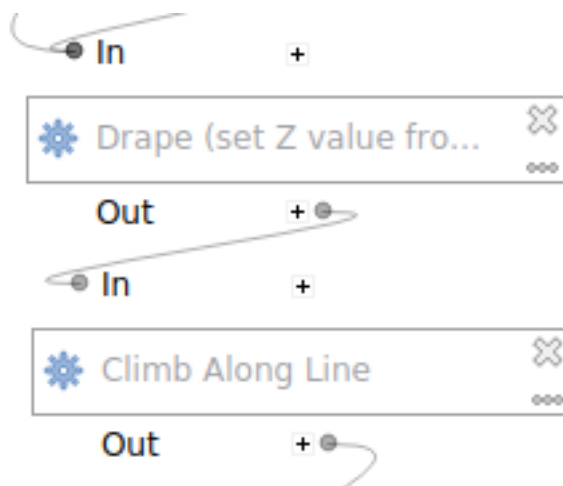 In
Drape (set Z value fro...
Out
In
Climb Along Line
Out